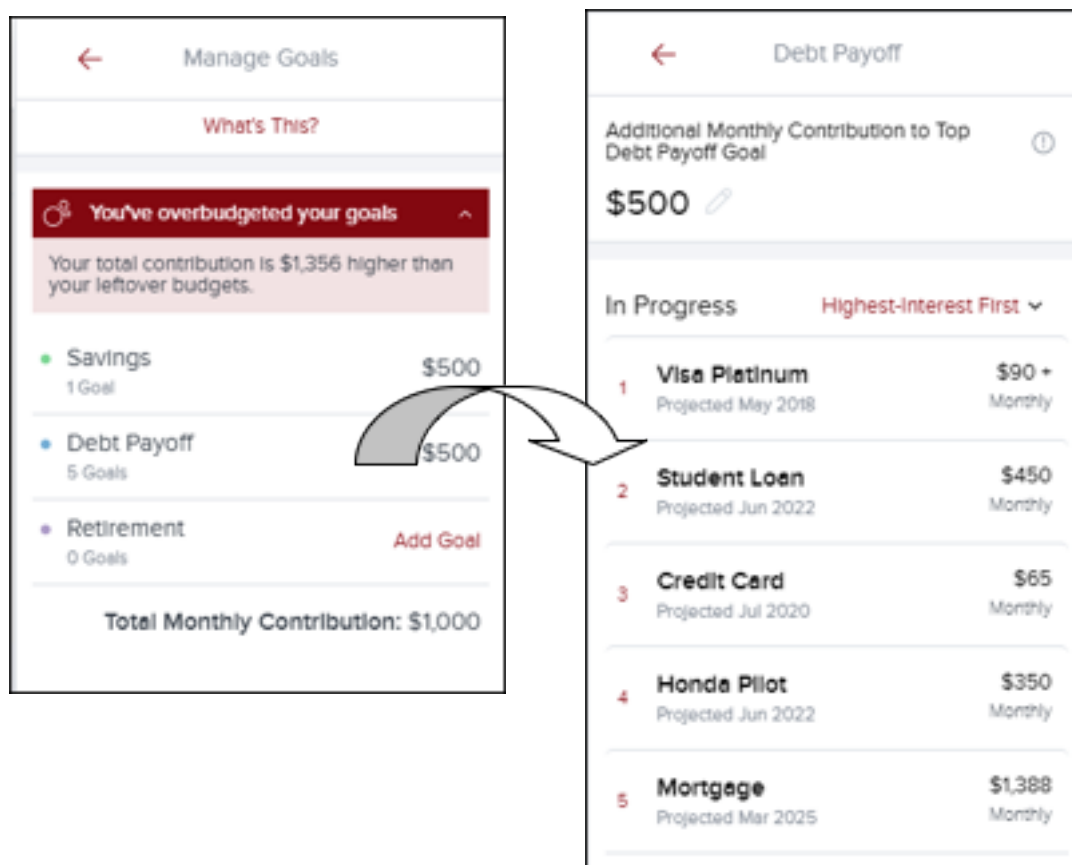 Manage Goals
What's This?
You've overbudgeted your goals
Your total contribution is $1,356 higher than
your leftover budgets.
Savings
$500
1 Goal
Debt Payoff
$500
5 Goals
Retirement
Add Goal
0 Goals
Total Monthly Contribution: $1,000
Debt Payoff
Additional Monthly Contribution to Top
Debt Payoff Goal
$500
In Progress
Highest-Interest First
1
Visa Platinum
$90 +
Projected May 2018
Monthly
2
Student Loan
$450
Projected Jun 2022
Monthly
3
Credit Card
$65
Projected Jul 2020
Monthly
4
Honda Pilot
$350
Projected Jun 2022
Monthly
5
Mortgage
$1,388
Projected Mar 2025
Monthly